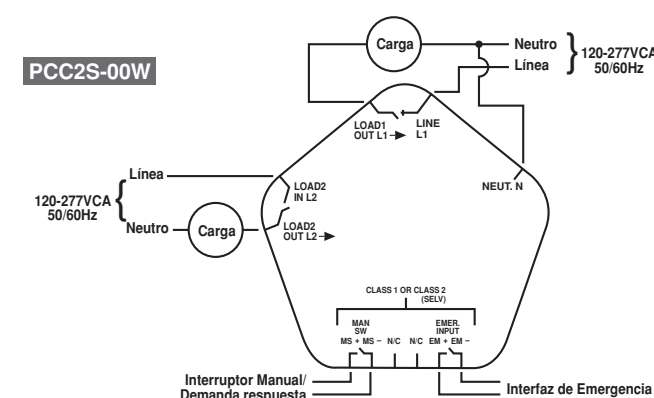 PCC2S-00W
Carga
Neutro
Línea
120-277VCA
50/60Hz
LOAD1
OUT L1
LINE
L1
NEUT. N
Línea
120-277VCA
50/60Hz
Neutro
Carga
LOAD2
IN L2
LOAD2
OUT L2
CLASS 1 OR CLASS 2
(SELV)
MAN
SW
EMER.
INPUT
MS + MS – N/C N/C EM + EM –
Interruptor Manual/
Demanda respuesta
Interfaz de Emergencia